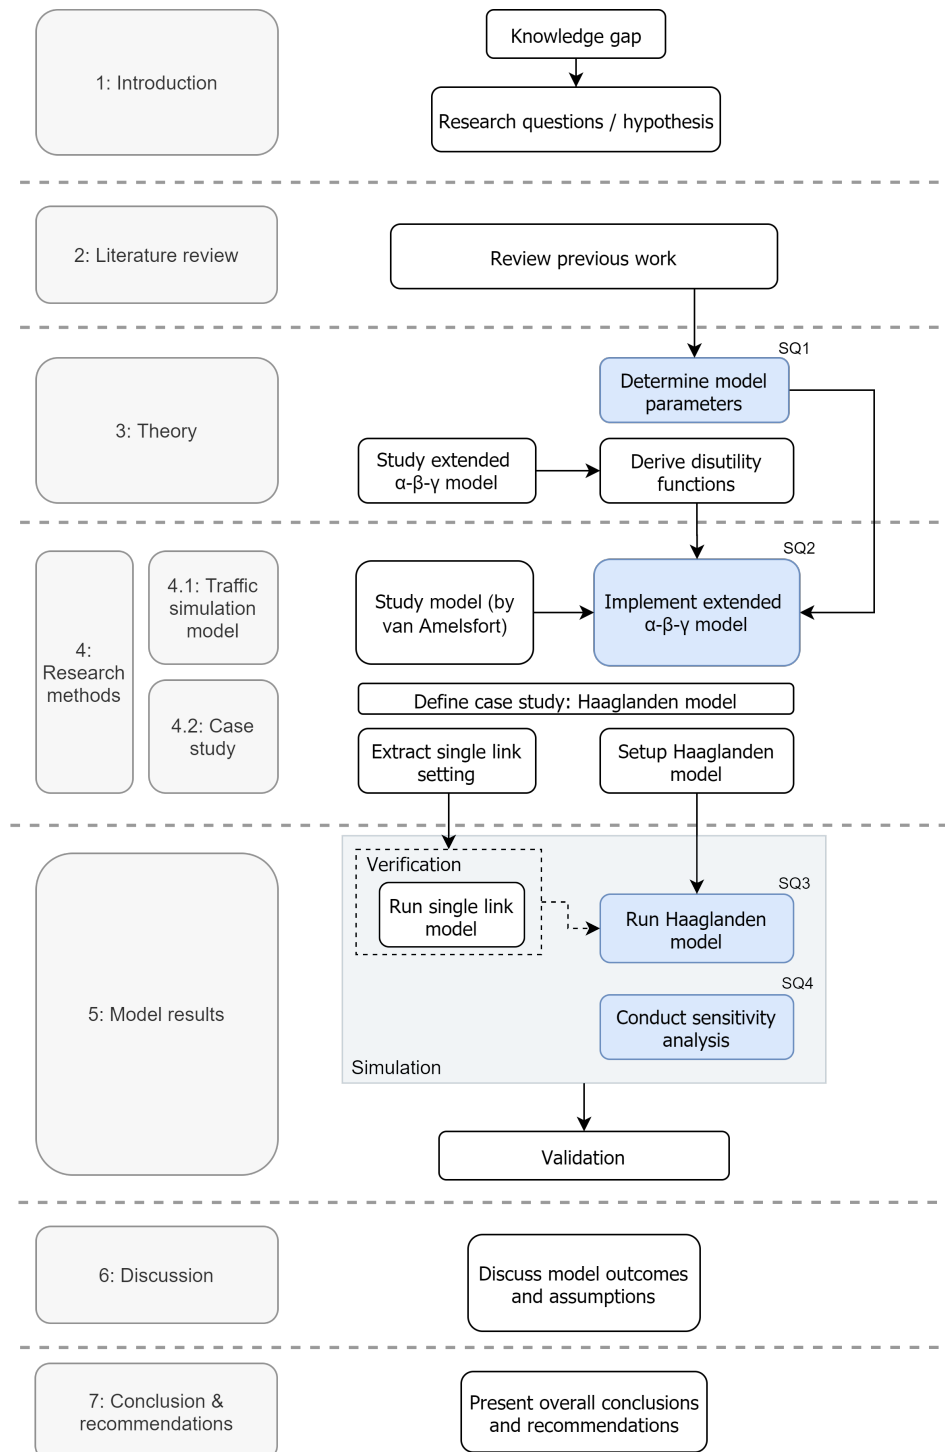 Knowledge gap
1: Introduction
Research questions / hypothesis
2: Literature review
Review previous work
SQ1
Determine model
parameters
3: Theory
Study extended
α-β-γ model
Derive disutility
functions
SQ2
4:
Research
methods
4.1: Traffic
simulation
model
Study model (by
van Amelsfort)
Implement extended
α-β-γ model
4.2: Case
study
Define case study: Haaglanden model
Extract single link
setting
Setup Haaglanden
model
Verification
Run single link
model
SQ3
Run Haaglanden
model
5: Model results
SQ4
Conduct sensitivity
analysis
Simulation
Validation
6: Discussion
Discuss model outcomes
and assumptions
7: Conclusion &
recommendations
Present overall conclusions
and recommendations